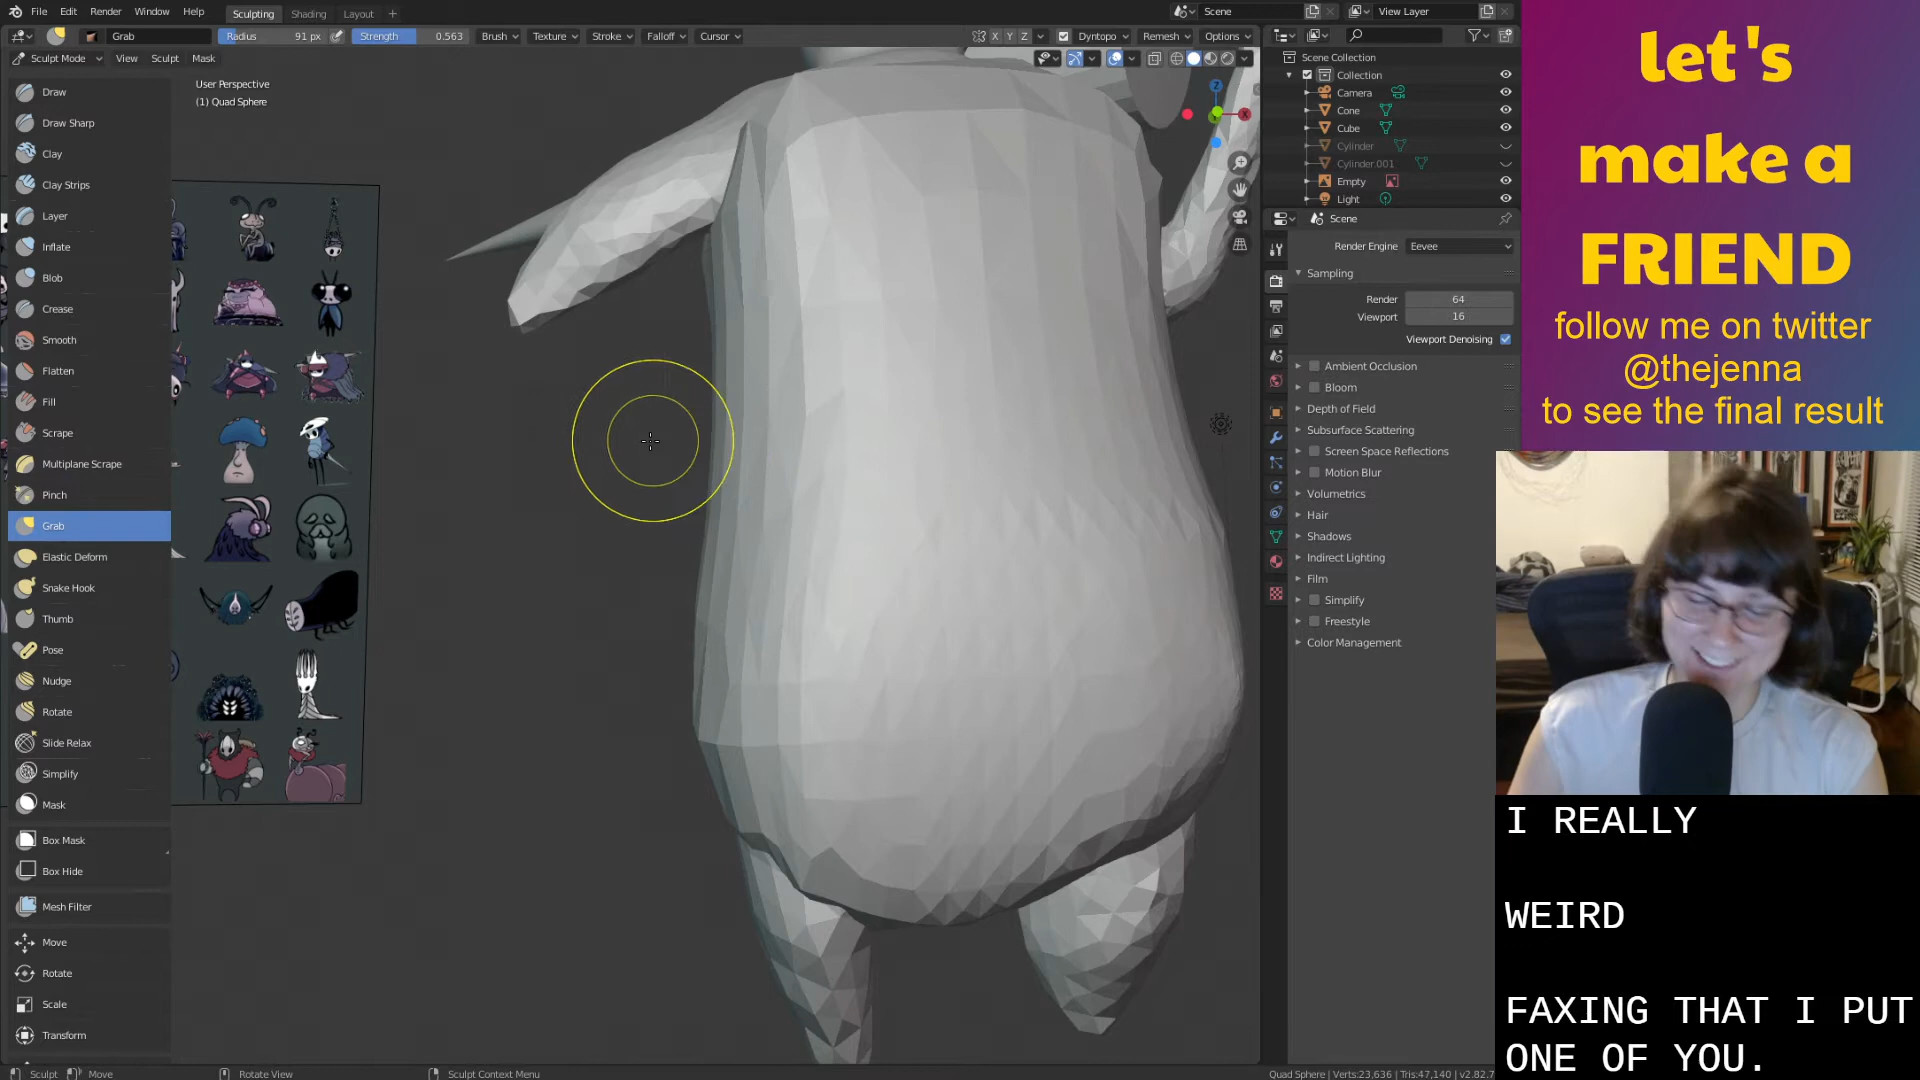 File Edit Render Window Help Sculpting Shading Layout + Scene View Layer
Grab Radius 91 px Strength 0.563 Brush Texture Stroke Falloff Cursor X Y Z Dyntopo Remesh Options
Sculpt Mode View Sculpt Mask
User Perspective
(1) Quad Sphere
Draw
Draw Sharp
Clay
Clay Strips
Layer
Inflate
Blob
Crease
Smooth
Flatten
Fill
Scrape
Multiplane Scrape
Pinch
Grab
Elastic Deform
Snake Hook
Thumb
Pose
Nudge
Rotate
Slide Relax
Simplify
Mask
Box Mask
Box Hide
Mesh Filter
Move
Rotate
Scale
Transform
Z
X
Scene Collection
Collection
Camera
Cone
Cube
Cylinder
Cylinder.001
Empty
Light
Scene
Render Engine Eevee
Sampling
Render 64
Viewport 16
Viewport Denoising
Ambient Occlusion
Bloom
Depth of Field
Subsurface Scattering
Screen Space Reflections
Motion Blur
Volumetrics
Hair
Shadows
Indirect Lighting
Film
Simplify
Freestyle
Color Management
Sculpt Move Rotate View Sculpt Context Menu Quad Sphere | Verts:23,636 | Tris:47,140 | v2.82.7
let's
make a
FRIEND
follow me on twitter
@thejenna
to see the final result
I REALLY
WEIRD
FAXING THAT I PUT
ONE OF YOU.